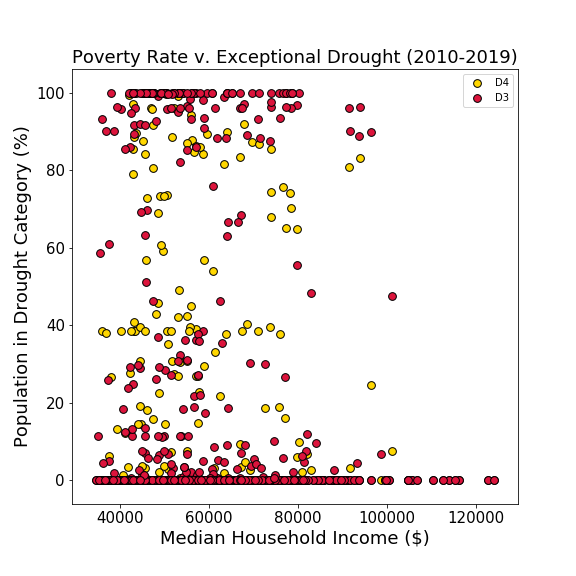 Poverty Rate v. Exceptional Drought (2010-2019)
D4
D3
100
80
60
40
20
0
Population in Drought Category (%)
40000 60000 80000 100000 120000
Median Household Income ($)